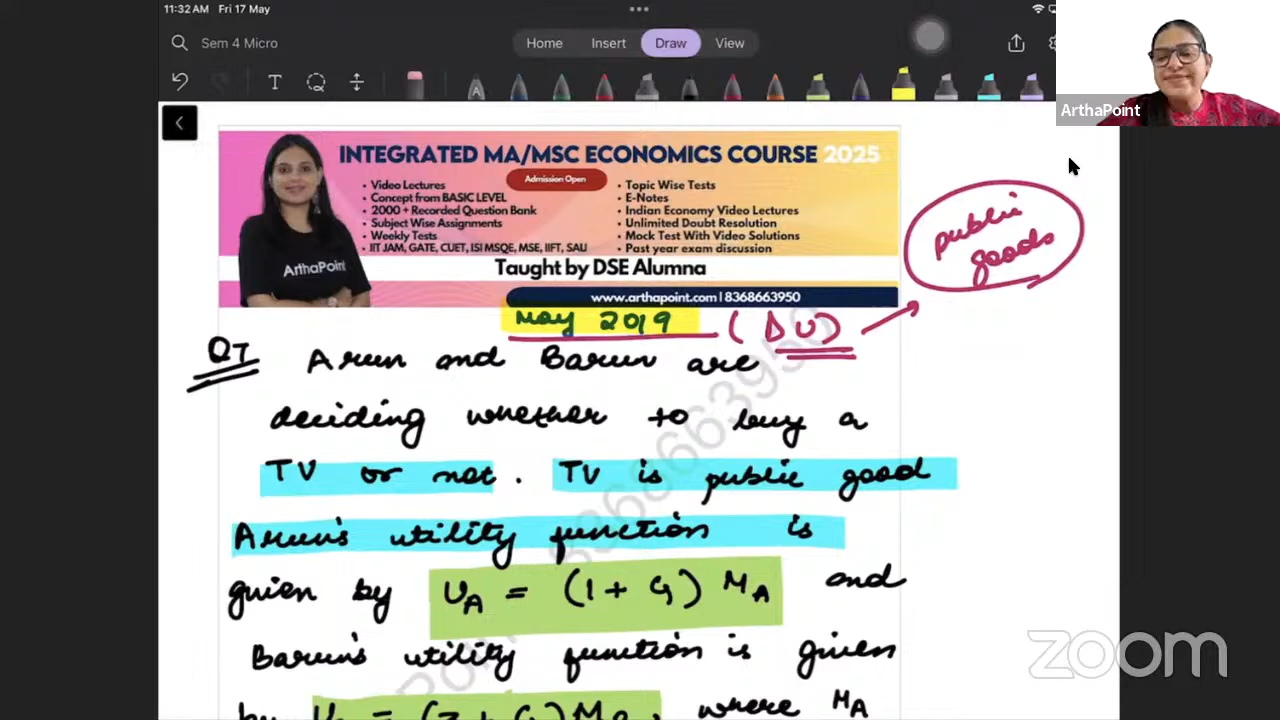 11:32 AM Fri 17 May
Sem 4 Micro
Home Insert Draw View
ArthaPoint
INTEGRATED MA/MSC ECONOMICS COURSE 2025
Admission Open
• Video Lectures
• Concept from BASIC LEVEL
• 2000 + Recorded Question Bank
• Subject Wise Assignments
• Weekly Tests
• IIT JAM, GATE, CUET, ISI MSQE, MSE, IIFT, SAU
• Topic Wise Tests
• E-Notes
• Indian Economy Video Lectures
• Unlimited Doubt Resolution
• Mock Test With Video Solutions
• Past year exam discussion
ArthaPoint
Taught by DSE Alumna
www.arthapoint.com | 8368663950
public
goods
May 2019 (DU)
Q7 Arun and Barun are
deciding whether to buy a
TV or not. TV is public good
Arun's utility function is
given by U_A = (1 + G) M_A and
Barun's utility function is given
by where M_A
8368663950
zoom